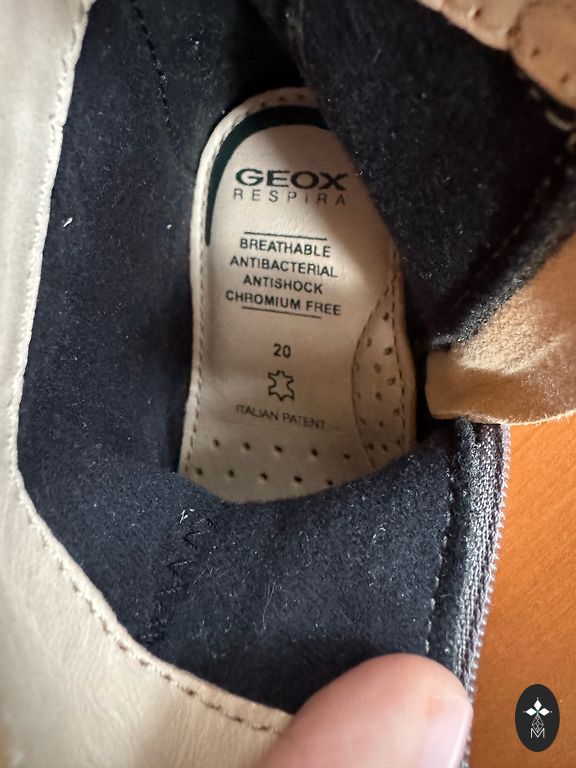 GEOX
RESPIRA
BREATHABLE
ANTIBACTERIAL
ANTISHOCK
CHROMIUM FREE
20
ITALIAN PATENT
M